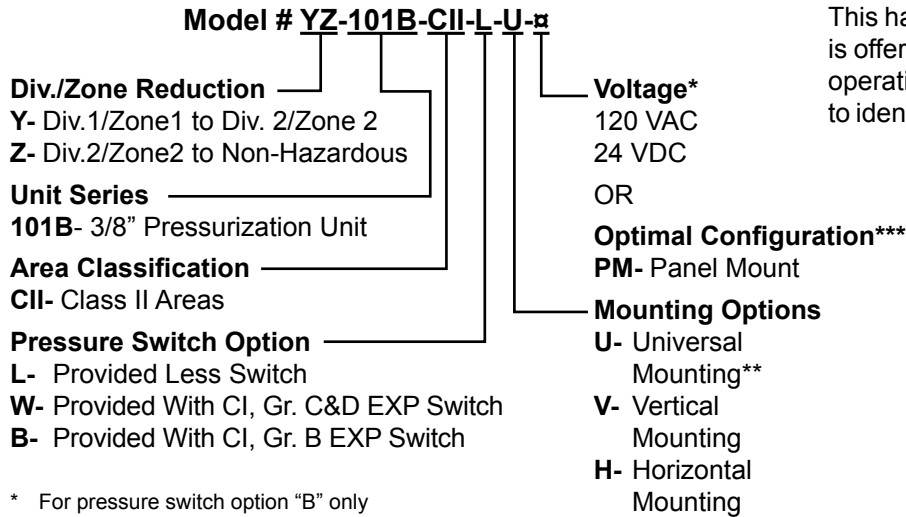 Model # YZ-101B-CII-L-U-¤
Div./Zone Reduction
Y- Div.1/Zone1 to Div. 2/Zone 2
Z- Div.2/Zone2 to Non-Hazardous
Unit Series
101B- 3/8” Pressurization Unit
Area Classification
CII- Class II Areas
Pressure Switch Option
L- Provided Less Switch
W- Provided With CI, Gr. C&D EXP Switch
B- Provided With CI, Gr. B EXP Switch
* For pressure switch option “B” only
Voltage*
120 VAC
24 VDC
OR
Optimal Configuration***
PM- Panel Mount
Mounting Options
U- Universal
Mounting**
V- Vertical
Mounting
H- Horizontal
Mounting
This ha
is offer
operati
to iden